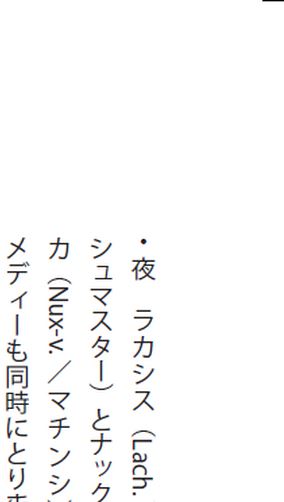 ・夜　ラカシス（Lach.
シュマスター）とナック
カ（Nux-v.／マチンシ
メディーも同時にとりま